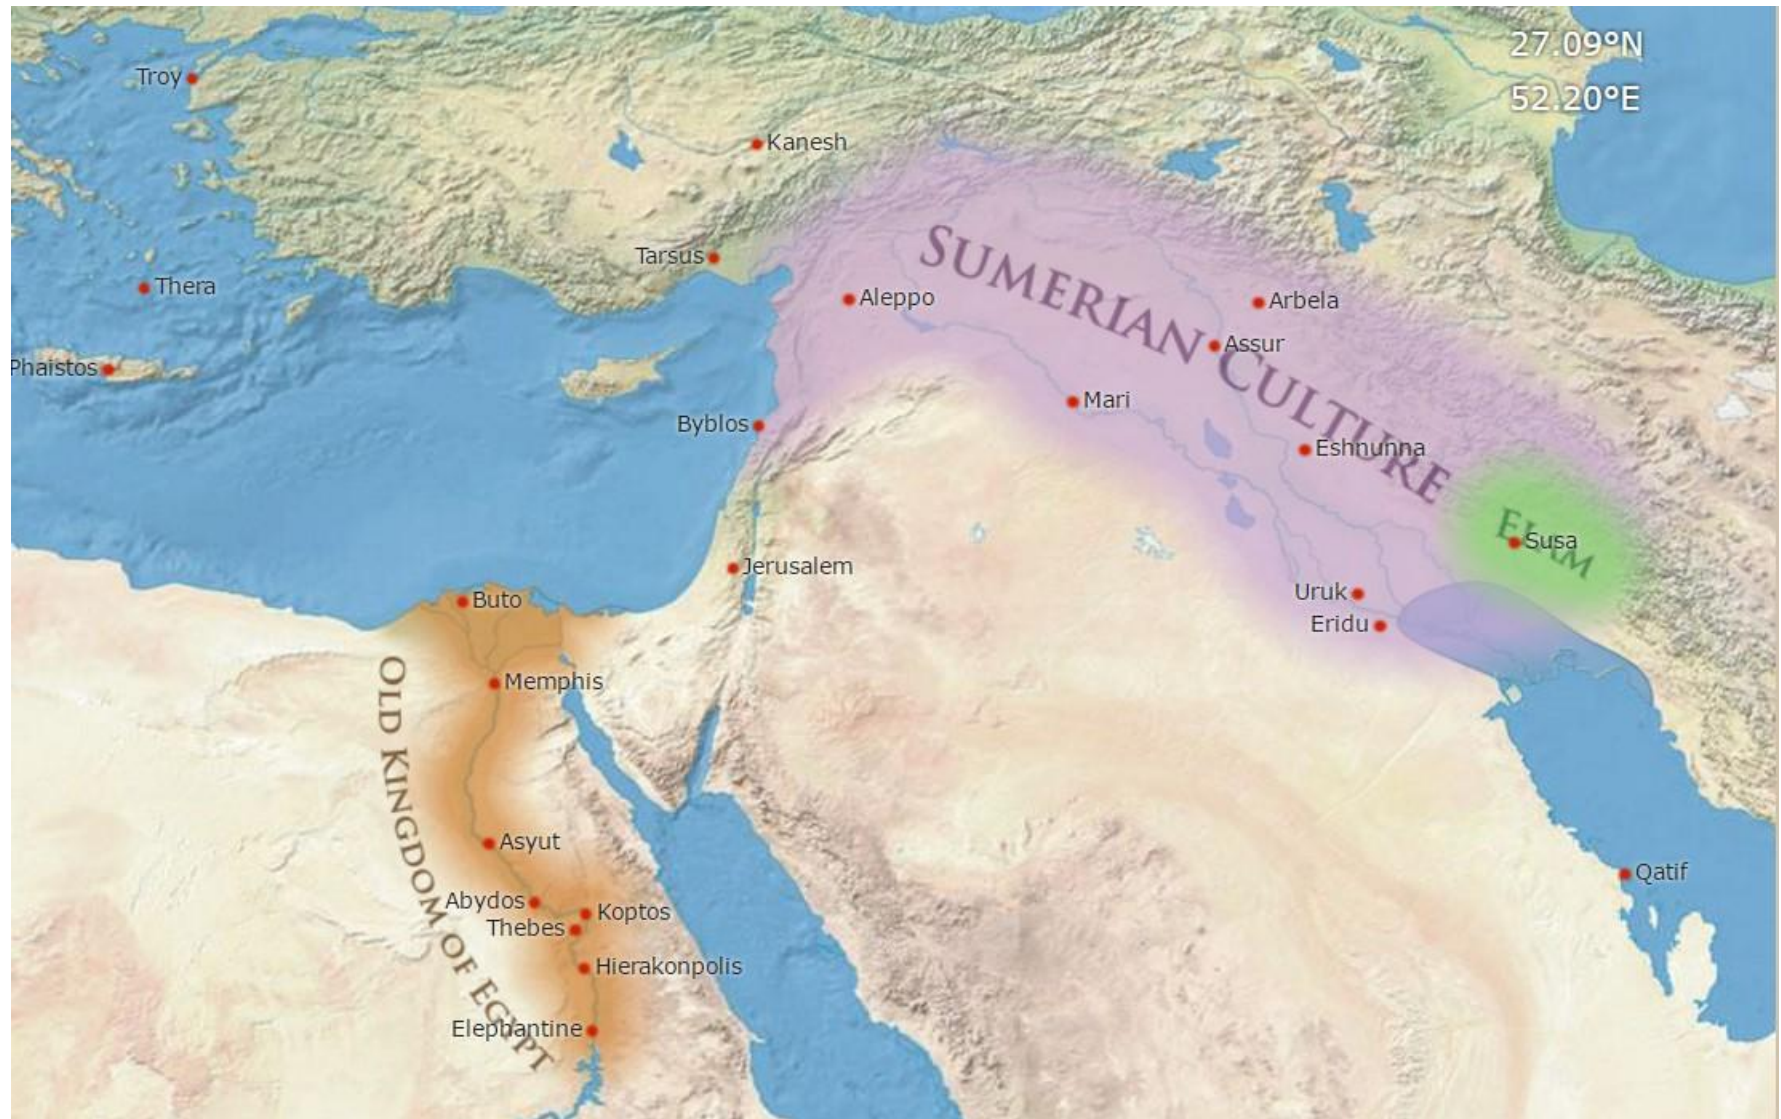 27.09°N
52.20°E
Troy
Kanesh
Tarsus
SUMERIAN CULTURE
Thera
Aleppo
Arbela
Assur
Phaistos
Mari
Byblos
Eshnunna
ELAM
Susa
Jerusalem
Uruk
Buto
Eridu
OLD KINGDOM OF EGYPT
Memphis
Asyut
Qatif
Abydos
Koptos
Thebes
Hierakonpolis
Elephantine